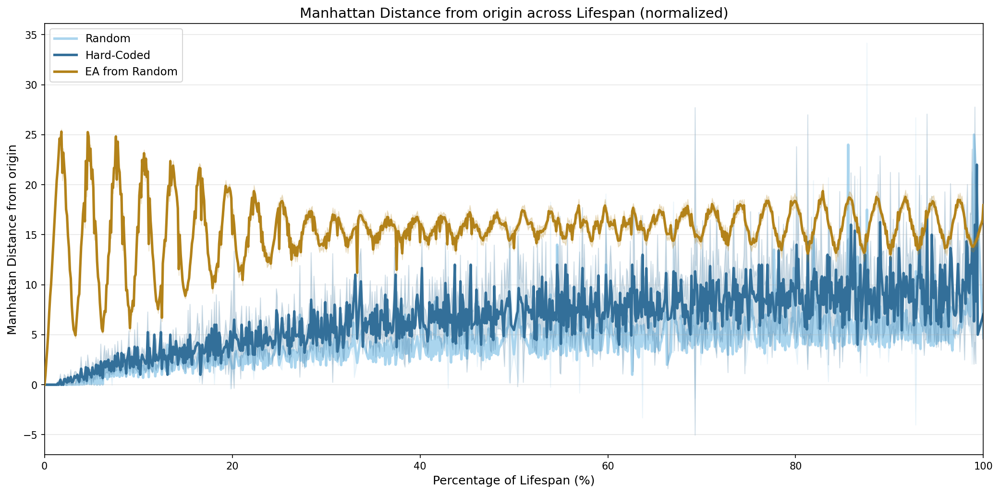 Manhattan Distance from origin across Lifespan (normalized)
Random
Hard-Coded
EA from Random
Manhattan Distance from origin
35
30
25
20
15
10
5
0
−5
0 20 40 60 80 100
Percentage of Lifespan (%)